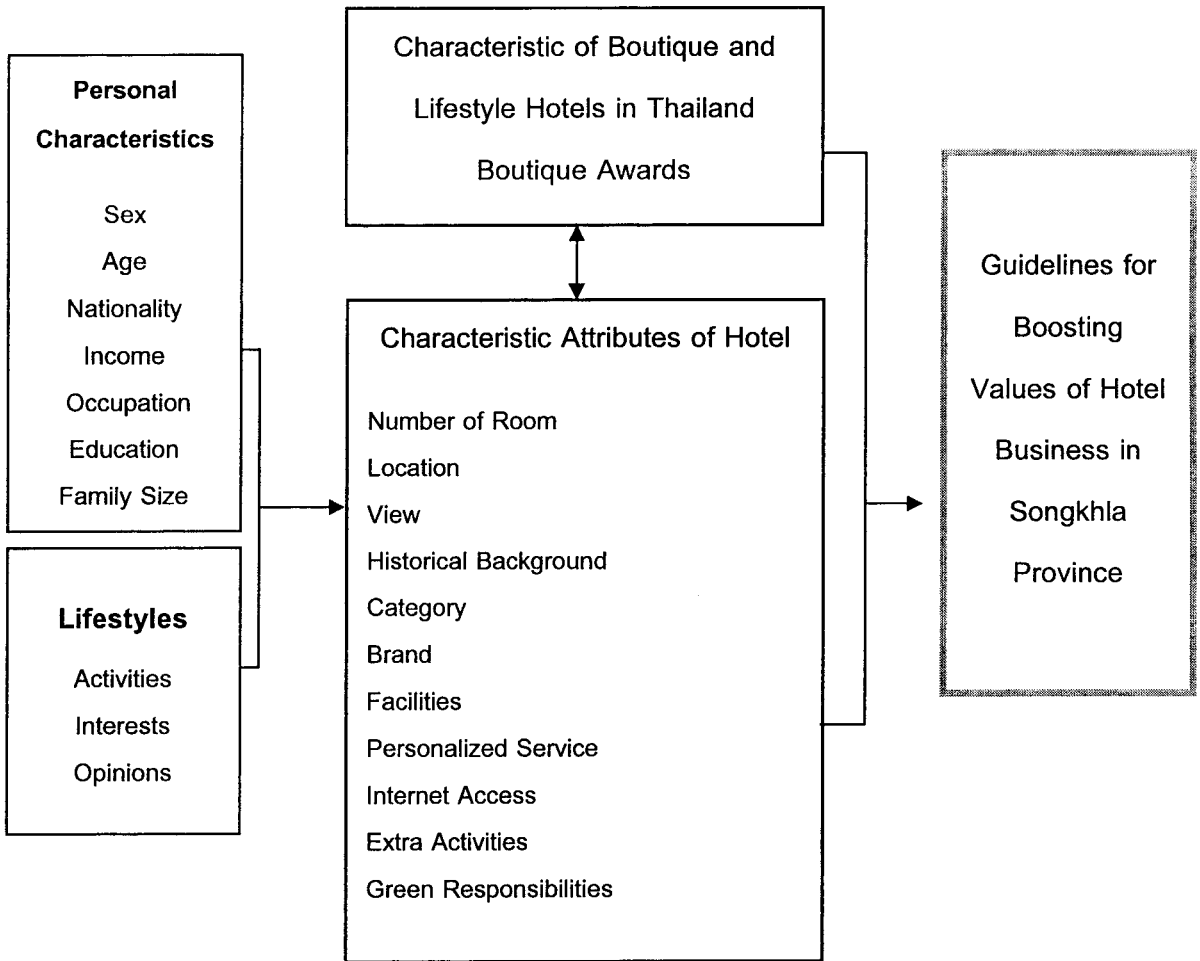 Personal
Characteristics
Sex
Age
Nationality
Income
Occupation
Education
Family Size
Lifestyles
Activities
Interests
Opinions
Characteristic of Boutique and
Lifestyle Hotels in Thailand
Boutique Awards
Characteristic Attributes of Hotel
Number of Room
Location
View
Historical Background
Category
Brand
Facilities
Personalized Service
Internet Access
Extra Activities
Green Responsibilities
Guidelines for
Boosting
Values of Hotel
Business in
Songkhla
Province